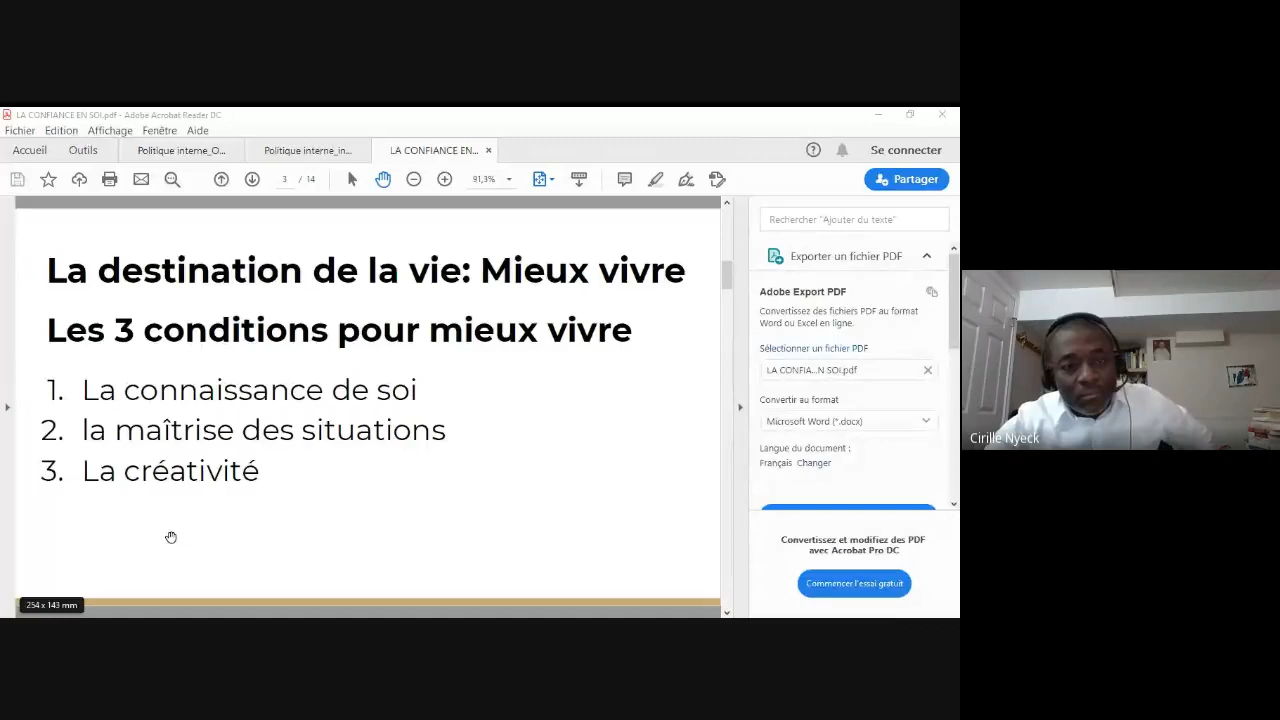 LA CONFIANCE EN SOI.pdf - Adobe Acrobat Reader DC
Fichier Edition Affichage Fenêtre Aide
Accueil Outils Politique interne_O... Politique interne_in... LA CONFIANCE EN... ×
Se connecter
3 / 14
91,3%
Partager
La destination de la vie: Mieux vivre
Les 3 conditions pour mieux vivre
1. La connaissance de soi
2. la maîtrise des situations
3. La créativité
254 x 143 mm
Rechercher "Ajouter du texte"
Exporter un fichier PDF
Adobe Export PDF
Convertissez des fichiers PDF au format
Word ou Excel en ligne.
Sélectionner un fichier PDF
LA CONFIA...N SOI.pdf
Convertir au format
Microsoft Word (*.docx)
Langue du document :
Français Changer
Convertissez et modifiez des PDF
avec Acrobat Pro DC
Commencer l'essai gratuit
Cirille Nyeck